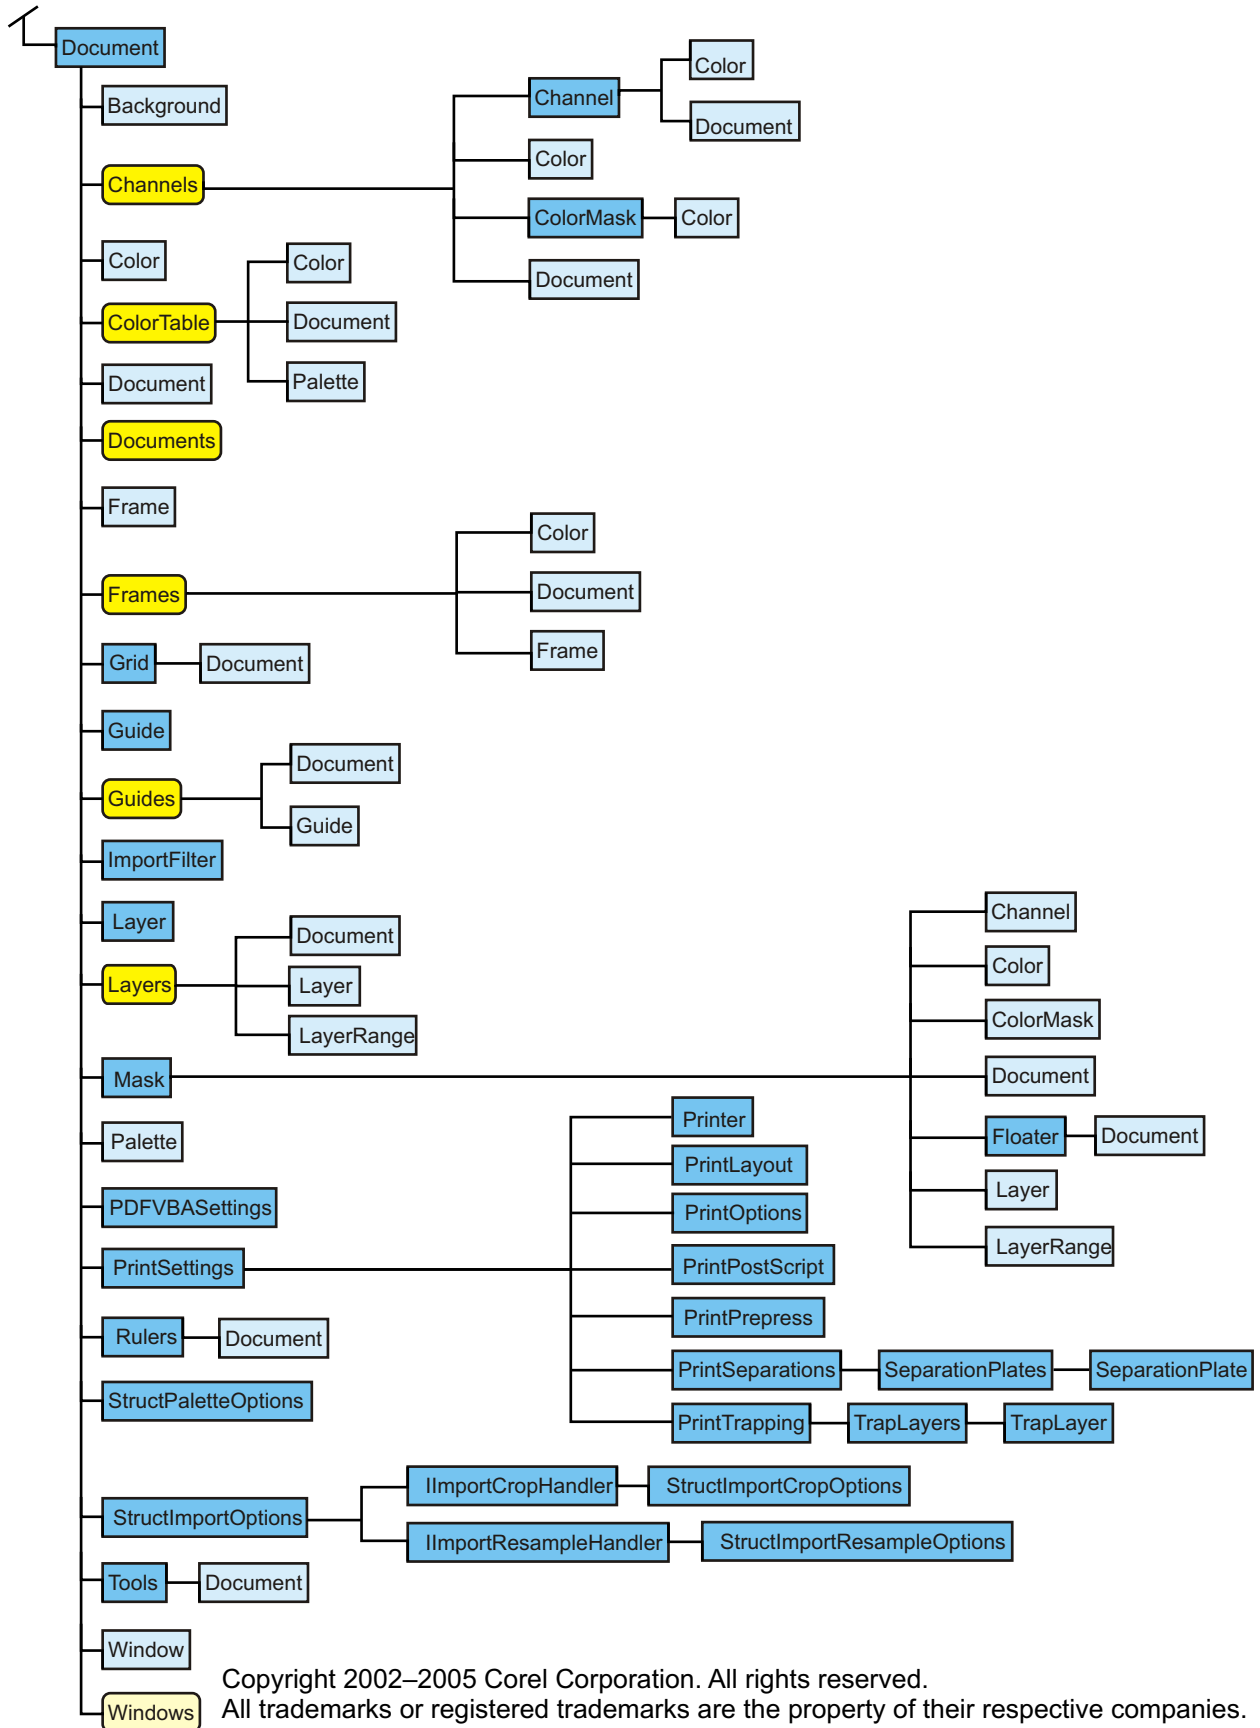 Document
Background
Channels
Channel
Color
Document
Color
ColorMask
Color
Document
Color
ColorTable
Color
Document
Palette
Document
Documents
Frame
Frames
Color
Document
Frame
Grid
Document
Guide
Guides
Document
Guide
ImportFilter
Layer
Layers
Document
Layer
LayerRange
Mask
Channel
Color
ColorMask
Document
Floater
Document
Layer
LayerRange
Palette
PDFVBASettings
PrintSettings
Printer
PrintLayout
PrintOptions
PrintPostScript
PrintPrepress
PrintSeparations
SeparationPlates
SeparationPlate
PrintTrapping
TrapLayers
TrapLayer
Rulers
Document
StructPaletteOptions
StructImportOptions
IImportCropHandler
StructImportCropOptions
IImportResampleHandler
StructImportResampleOptions
Tools
Document
Window
Windows
Copyright 2002–2005 Corel Corporation. All rights reserved.
All trademarks or registered trademarks are the property of their respective companies.